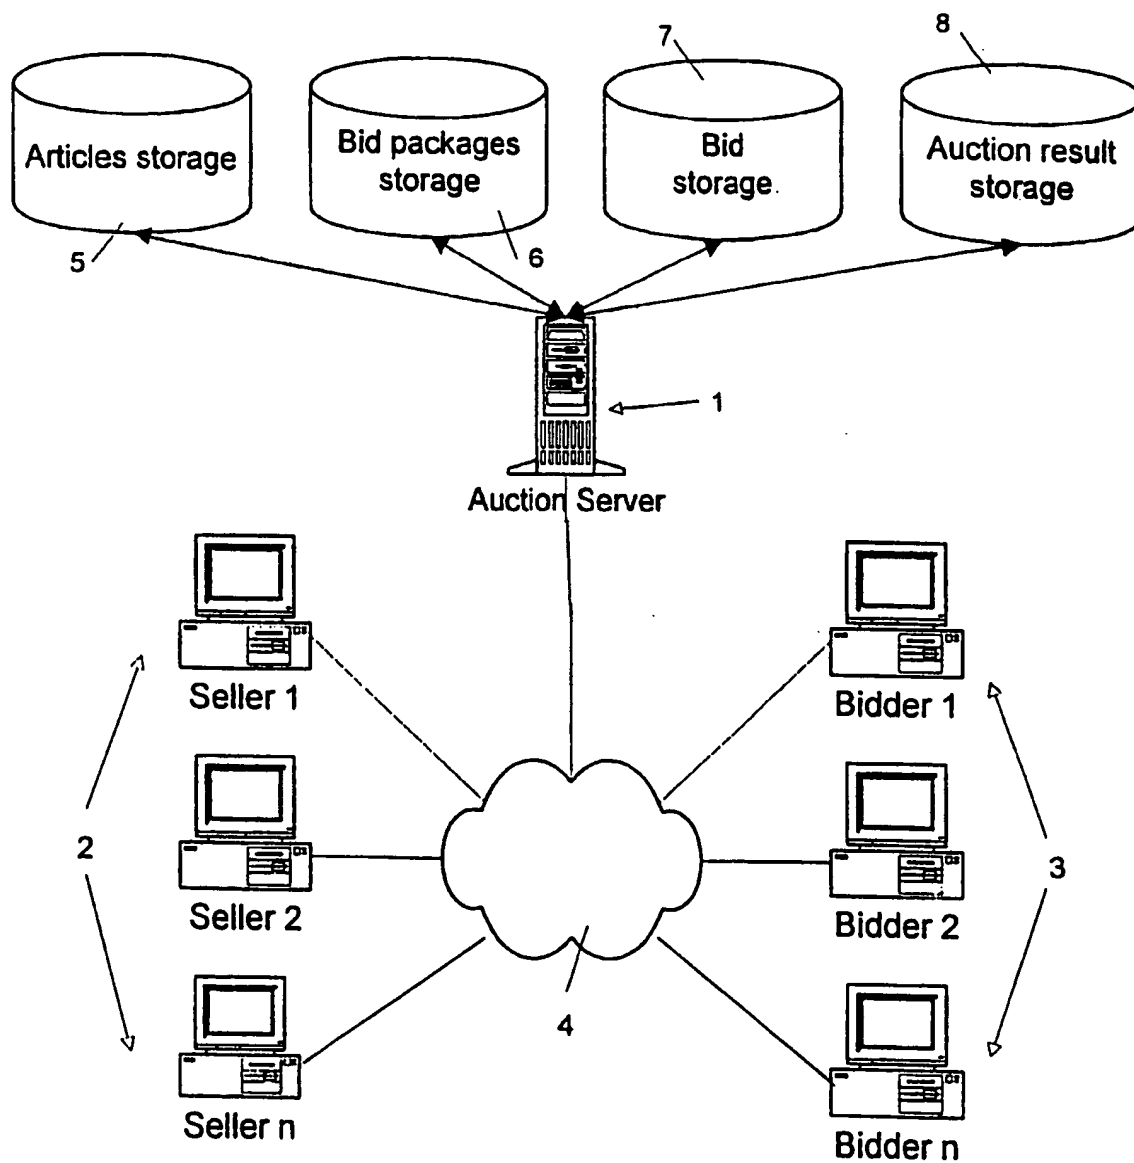 7
8
Articles storage
Bid packages
storage
Bid
storage
Auction result
storage
5
6
1
Auction Server
Seller 1
Bidder 1
2
Seller 2
Bidder 2
3
4
Seller n
Bidder n